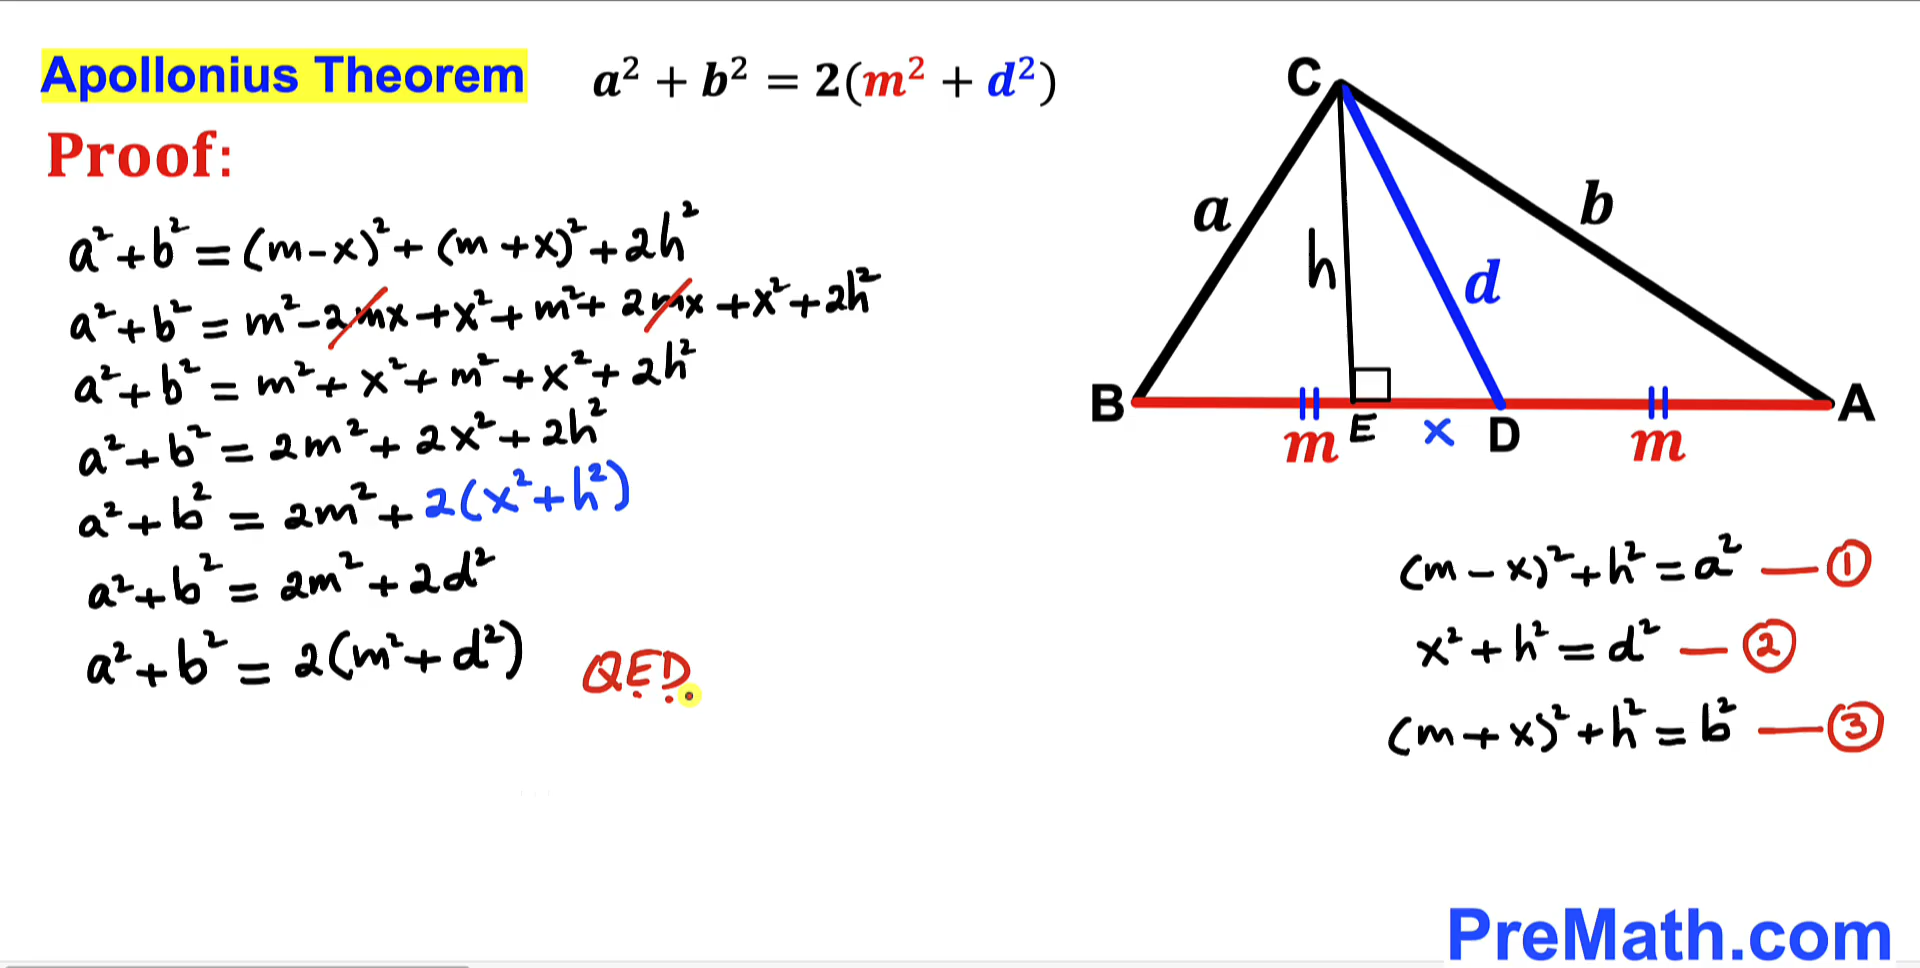 Apollonius Theorem a² + b² = 2(m² + d²)
Proof:
a²+b² = (m-x)²+(m+x)²+2h²
a²+b² = m²-2mx+x²+m²+2mx+x²+2h²
a²+b² = m²+x²+m²+x²+2h²
a²+b² = 2m²+2x²+2h²
a²+b² = 2m²+2(x²+h²)
a²+b² = 2m²+2d²
a²+b² = 2(m²+d²) QED.
C
a
b
h
d
B
A
m
E
x
D
m
(m-x)²+h²=a² — ①
x²+h²=d² — ②
(m+x)²+h²=b² — ③
PreMath.com